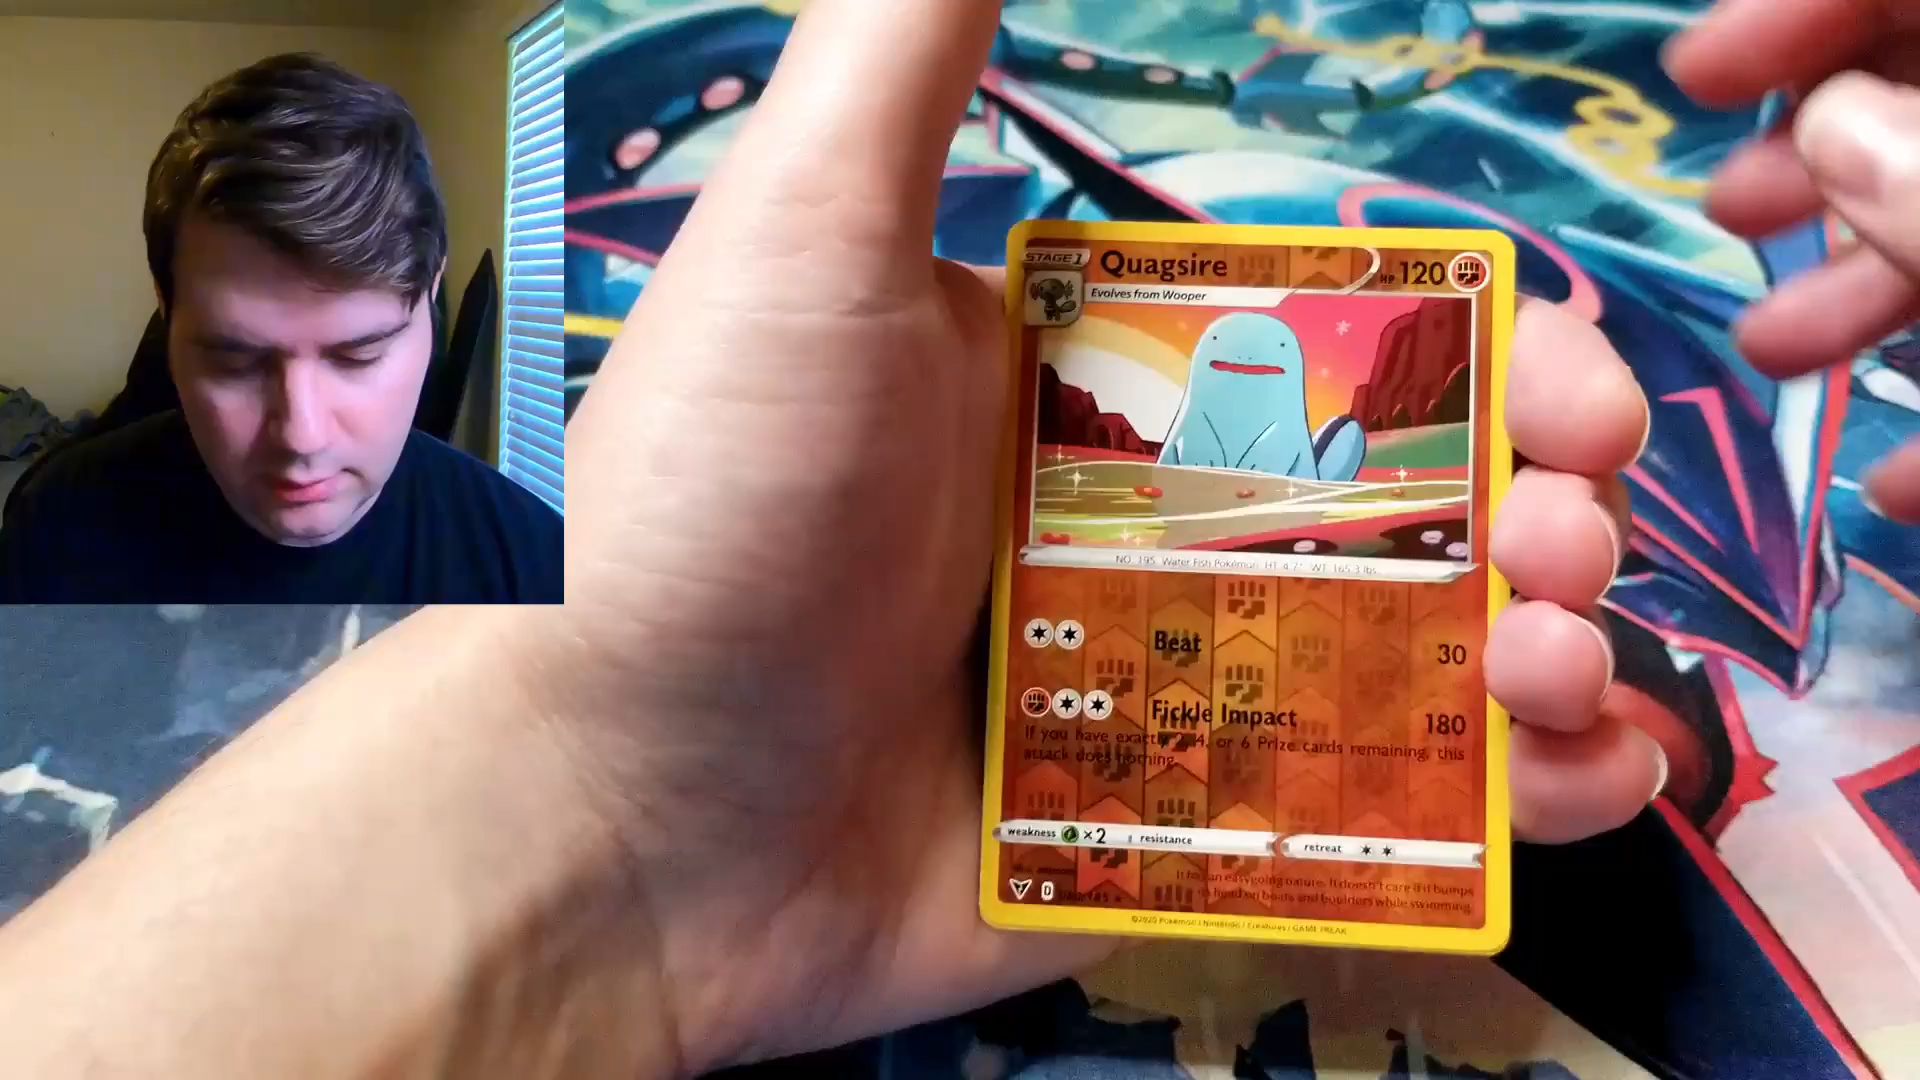 STAGE 1
Quagsire
HP 120
Evolves from Wooper
NO. 195 Water Fish Pokémon HT 4'7" WT 165.3 lbs.
Beat 30
Fickle Impact 180
If you have exactly 2, 4, or 6 Prize cards remaining, this
attack does nothing.
weakness ×2 resistance retreat
It has an easygoing nature. It doesn't care if it bumps
its head on boats and boulders while swimming.
D /185
©2020 Pokémon / Nintendo / Creatures / GAME FREAK